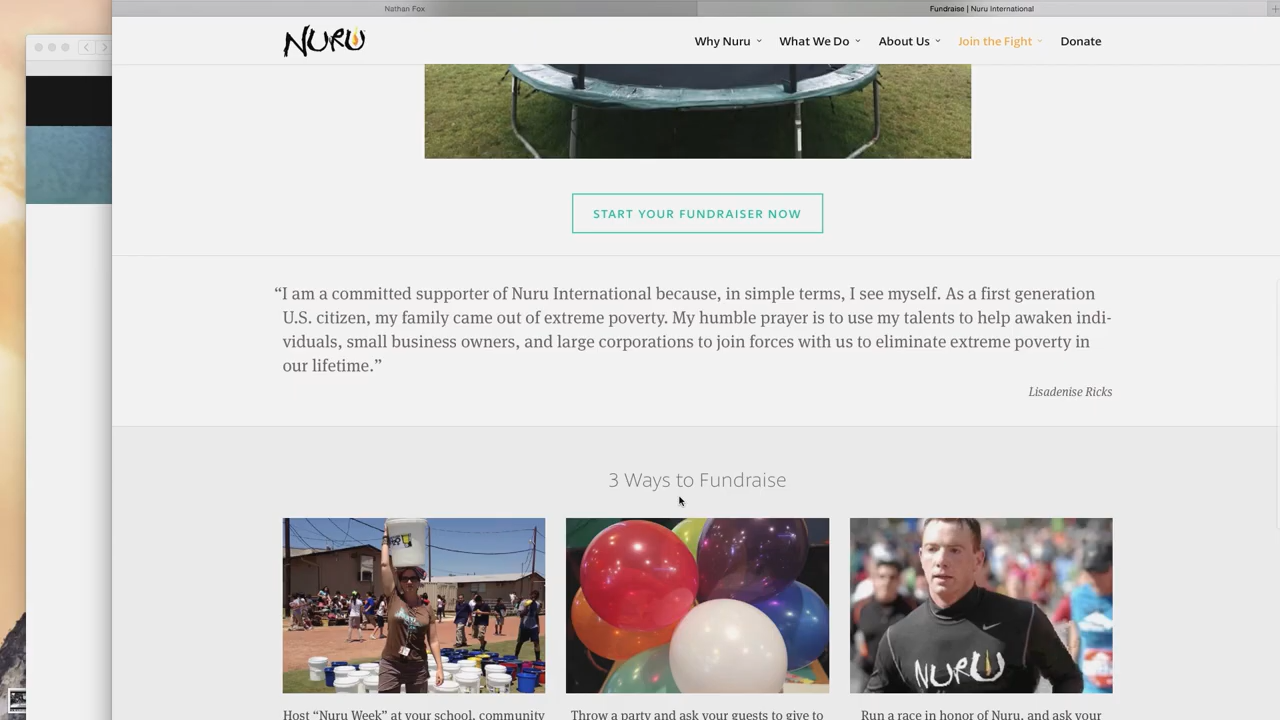 Nathan Fox
Fundraise | Nuru International
NURU
Why Nuru
What We Do
About Us
Join the Fight
Donate
START YOUR FUNDRAISER NOW
“I am a committed supporter of Nuru International because, in simple terms, I see myself. As a first generation
U.S. citizen, my family came out of extreme poverty. My humble prayer is to use my talents to help awaken indi-
viduals, small business owners, and large corporations to join forces with us to eliminate extreme poverty in
our lifetime.”
Lisadenise Ricks
3 Ways to Fundraise
NURU
Host “Nuru Week” at your school, community
Throw a party and ask your guests to give to
Run a race in honor of Nuru, and ask your